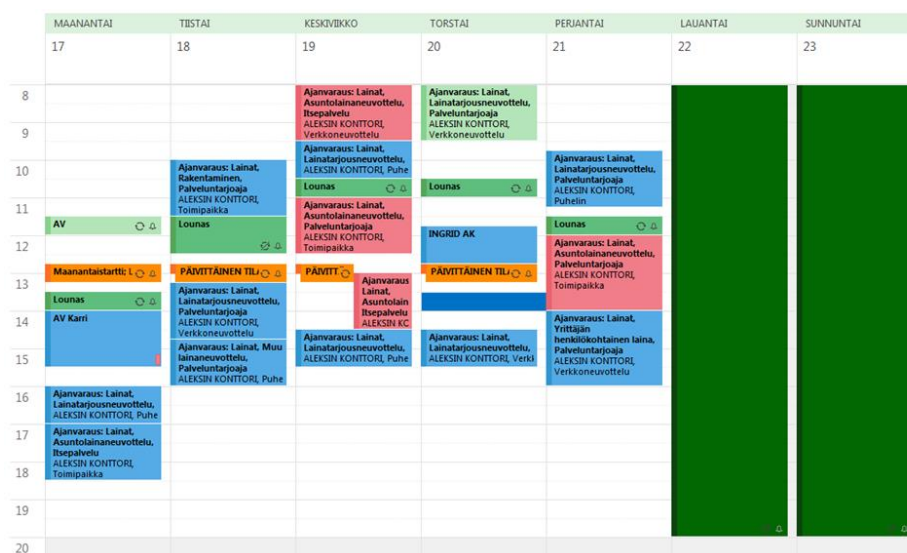 MAANANTAI
TIISTAI
KESKIVIIKKO
TORSTAI
PERJANTAI
LAUANTAI
SUNNUNTAI
17
18
19
20
21
22
23
8
9
10
11
12
13
14
15
16
17
18
19
20
AV
Maanantaistartti; L
Lounas
AV Karri
Ajanvaraus: Lainat,
Lainatarjousneuvottelu,
ALEKSIN KONTTORI, Puhe
Ajanvaraus: Lainat,
Asuntolainaneuvottelu,
Itsepalvelu
ALEKSIN KONTTORI,
Toimipaikka
Ajanvaraus: Lainat,
Rakentaminen,
Palveluntarjoaja
ALEKSIN KONTTORI,
Toimipaikka
Lounas
PÄIVITTÄINEN TIL
Ajanvaraus: Lainat,
Lainatarjousneuvottelu,
Palveluntarjoaja
ALEKSIN KONTTORI,
Verkkoneuvottelu
Ajanvaraus: Lainat, Muu
lainaneuvottelu,
Palveluntarjoaja
ALEKSIN KONTTORI, Puhe
Ajanvaraus: Lainat,
Asuntolainaneuvottelu,
Itsepalvelu
ALEKSIN KONTTORI,
Verkkoneuvottelu
Ajanvaraus: Lainat,
Lainatarjousneuvottelu,
ALEKSIN KONTTORI, Puhe
Lounas
Ajanvaraus: Lainat,
Asuntolainaneuvottelu,
Palveluntarjoaja
ALEKSIN KONTTORI,
Toimipaikka
PÄIVITT
Ajanvaraus
Lainat,
Asuntolain
Itsepalvelu
ALEKSIN KC
Ajanvaraus: Lainat,
Lainatarjousneuvottelu,
ALEKSIN KONTTORI, Puhe
Ajanvaraus: Lainat,
Lainatarjousneuvottelu,
Palveluntarjoaja
ALEKSIN KONTTORI,
Verkkoneuvottelu
Lounas
INGRID AK
PÄIVITTÄINEN TIL
Ajanvaraus: Lainat,
Lainatarjousneuvottelu,
ALEKSIN KONTTORI, Verkl
Ajanvaraus: Lainat,
Lainatarjousneuvottelu,
Palveluntarjoaja
ALEKSIN KONTTORI,
Puhelin
Lounas
Ajanvaraus: Lainat,
Asuntolainaneuvottelu,
Palveluntarjoaja
ALEKSIN KONTTORI,
Toimipaikka
Ajanvaraus: Lainat,
Yrittäjän
henkilökohtainen laina,
Palveluntarjoaja
ALEKSIN KONTTORI,
Verkkoneuvottelu